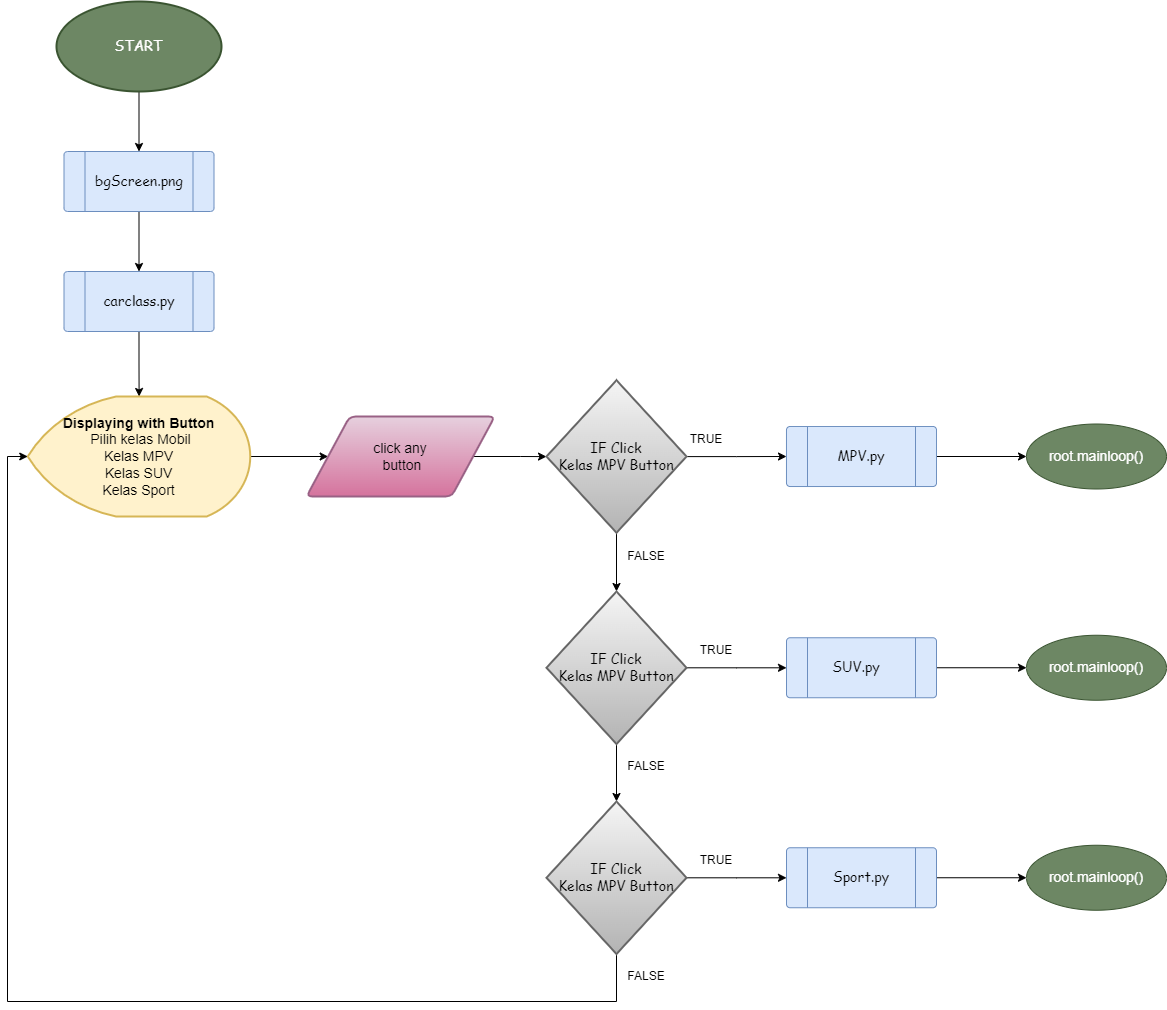 START
bgScreen.png
carclass.py
Displaying with Button
Pilih kelas Mobil
Kelas MPV
Kelas SUV
Kelas Sport
click any
button
IF Click
Kelas MPV Button
TRUE
MPV.py
root.mainloop()
FALSE
IF Click
Kelas MPV Button
TRUE
SUV.py
root.mainloop()
FALSE
IF Click
Kelas MPV Button
TRUE
Sport.py
root.mainloop()
FALSE